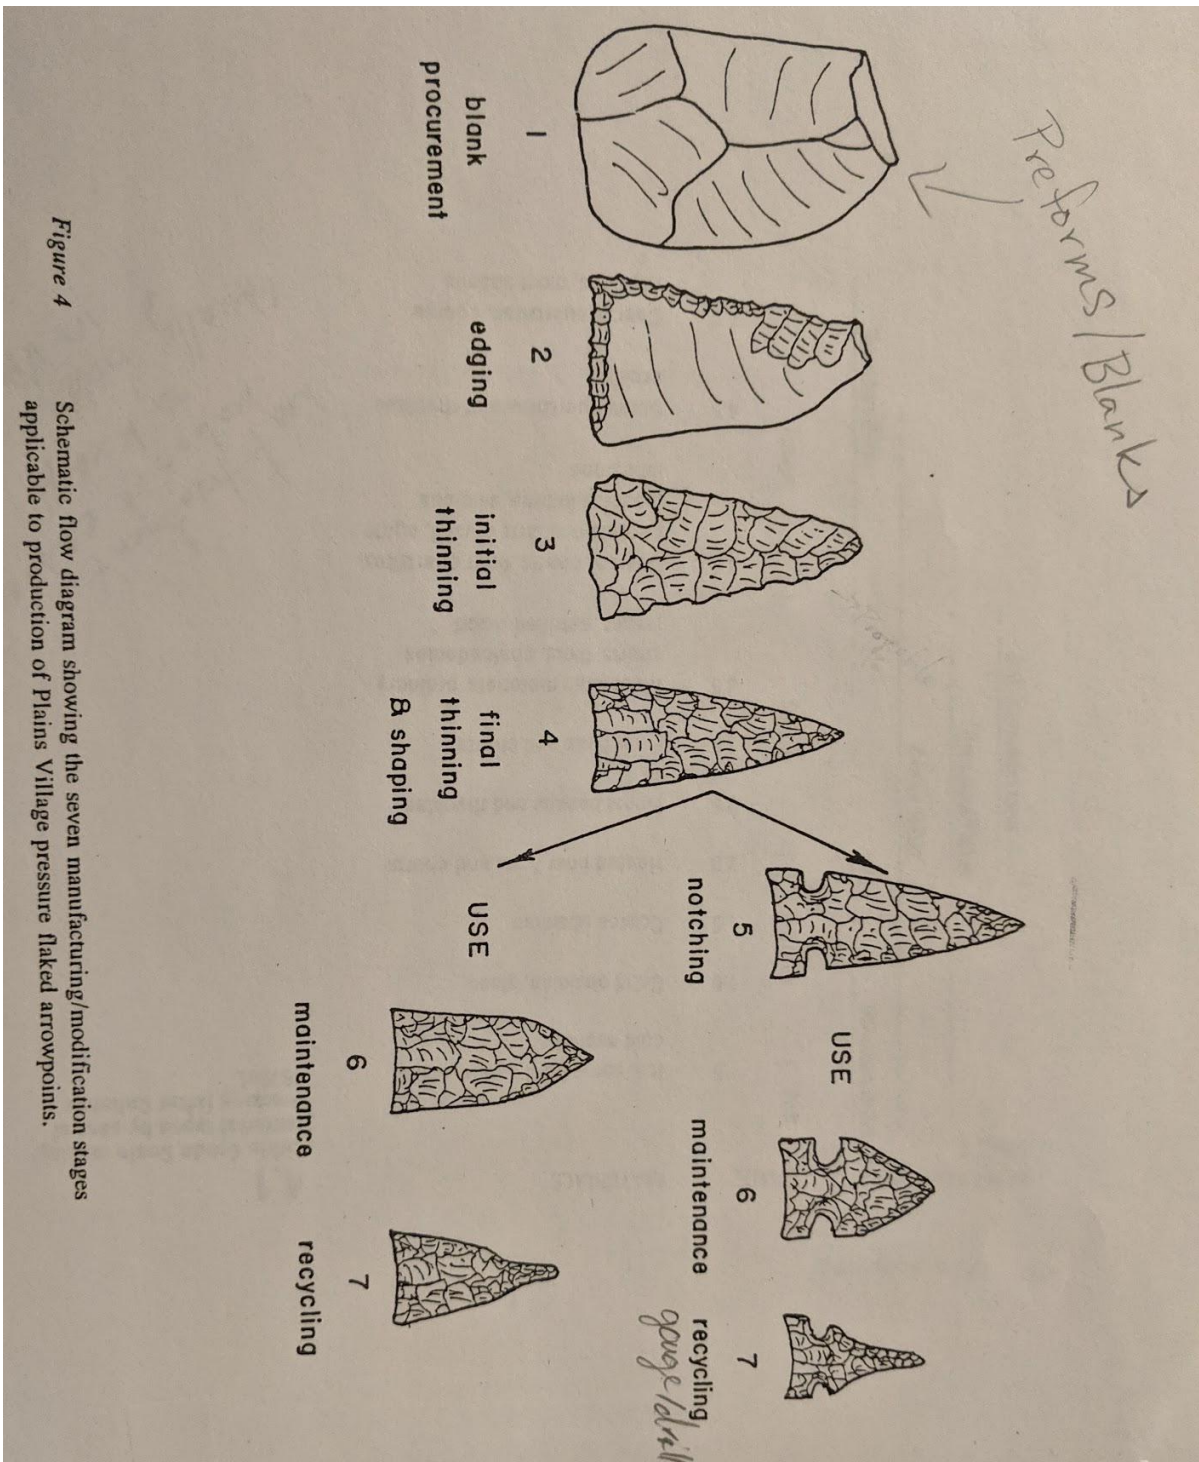 Preforms/Blanks
1
blank
procurement
2
edging
3
initial
thinning
4
final
thinning
& shaping
5
notching
USE
6
maintenance
7
recycling
gouge/drill
USE
6
maintenance
7
recycling
Figure 4 Schematic flow diagram showing the seven manufacturing/modification stages
applicable to production of Plains Village pressure flaked arrowpoints.